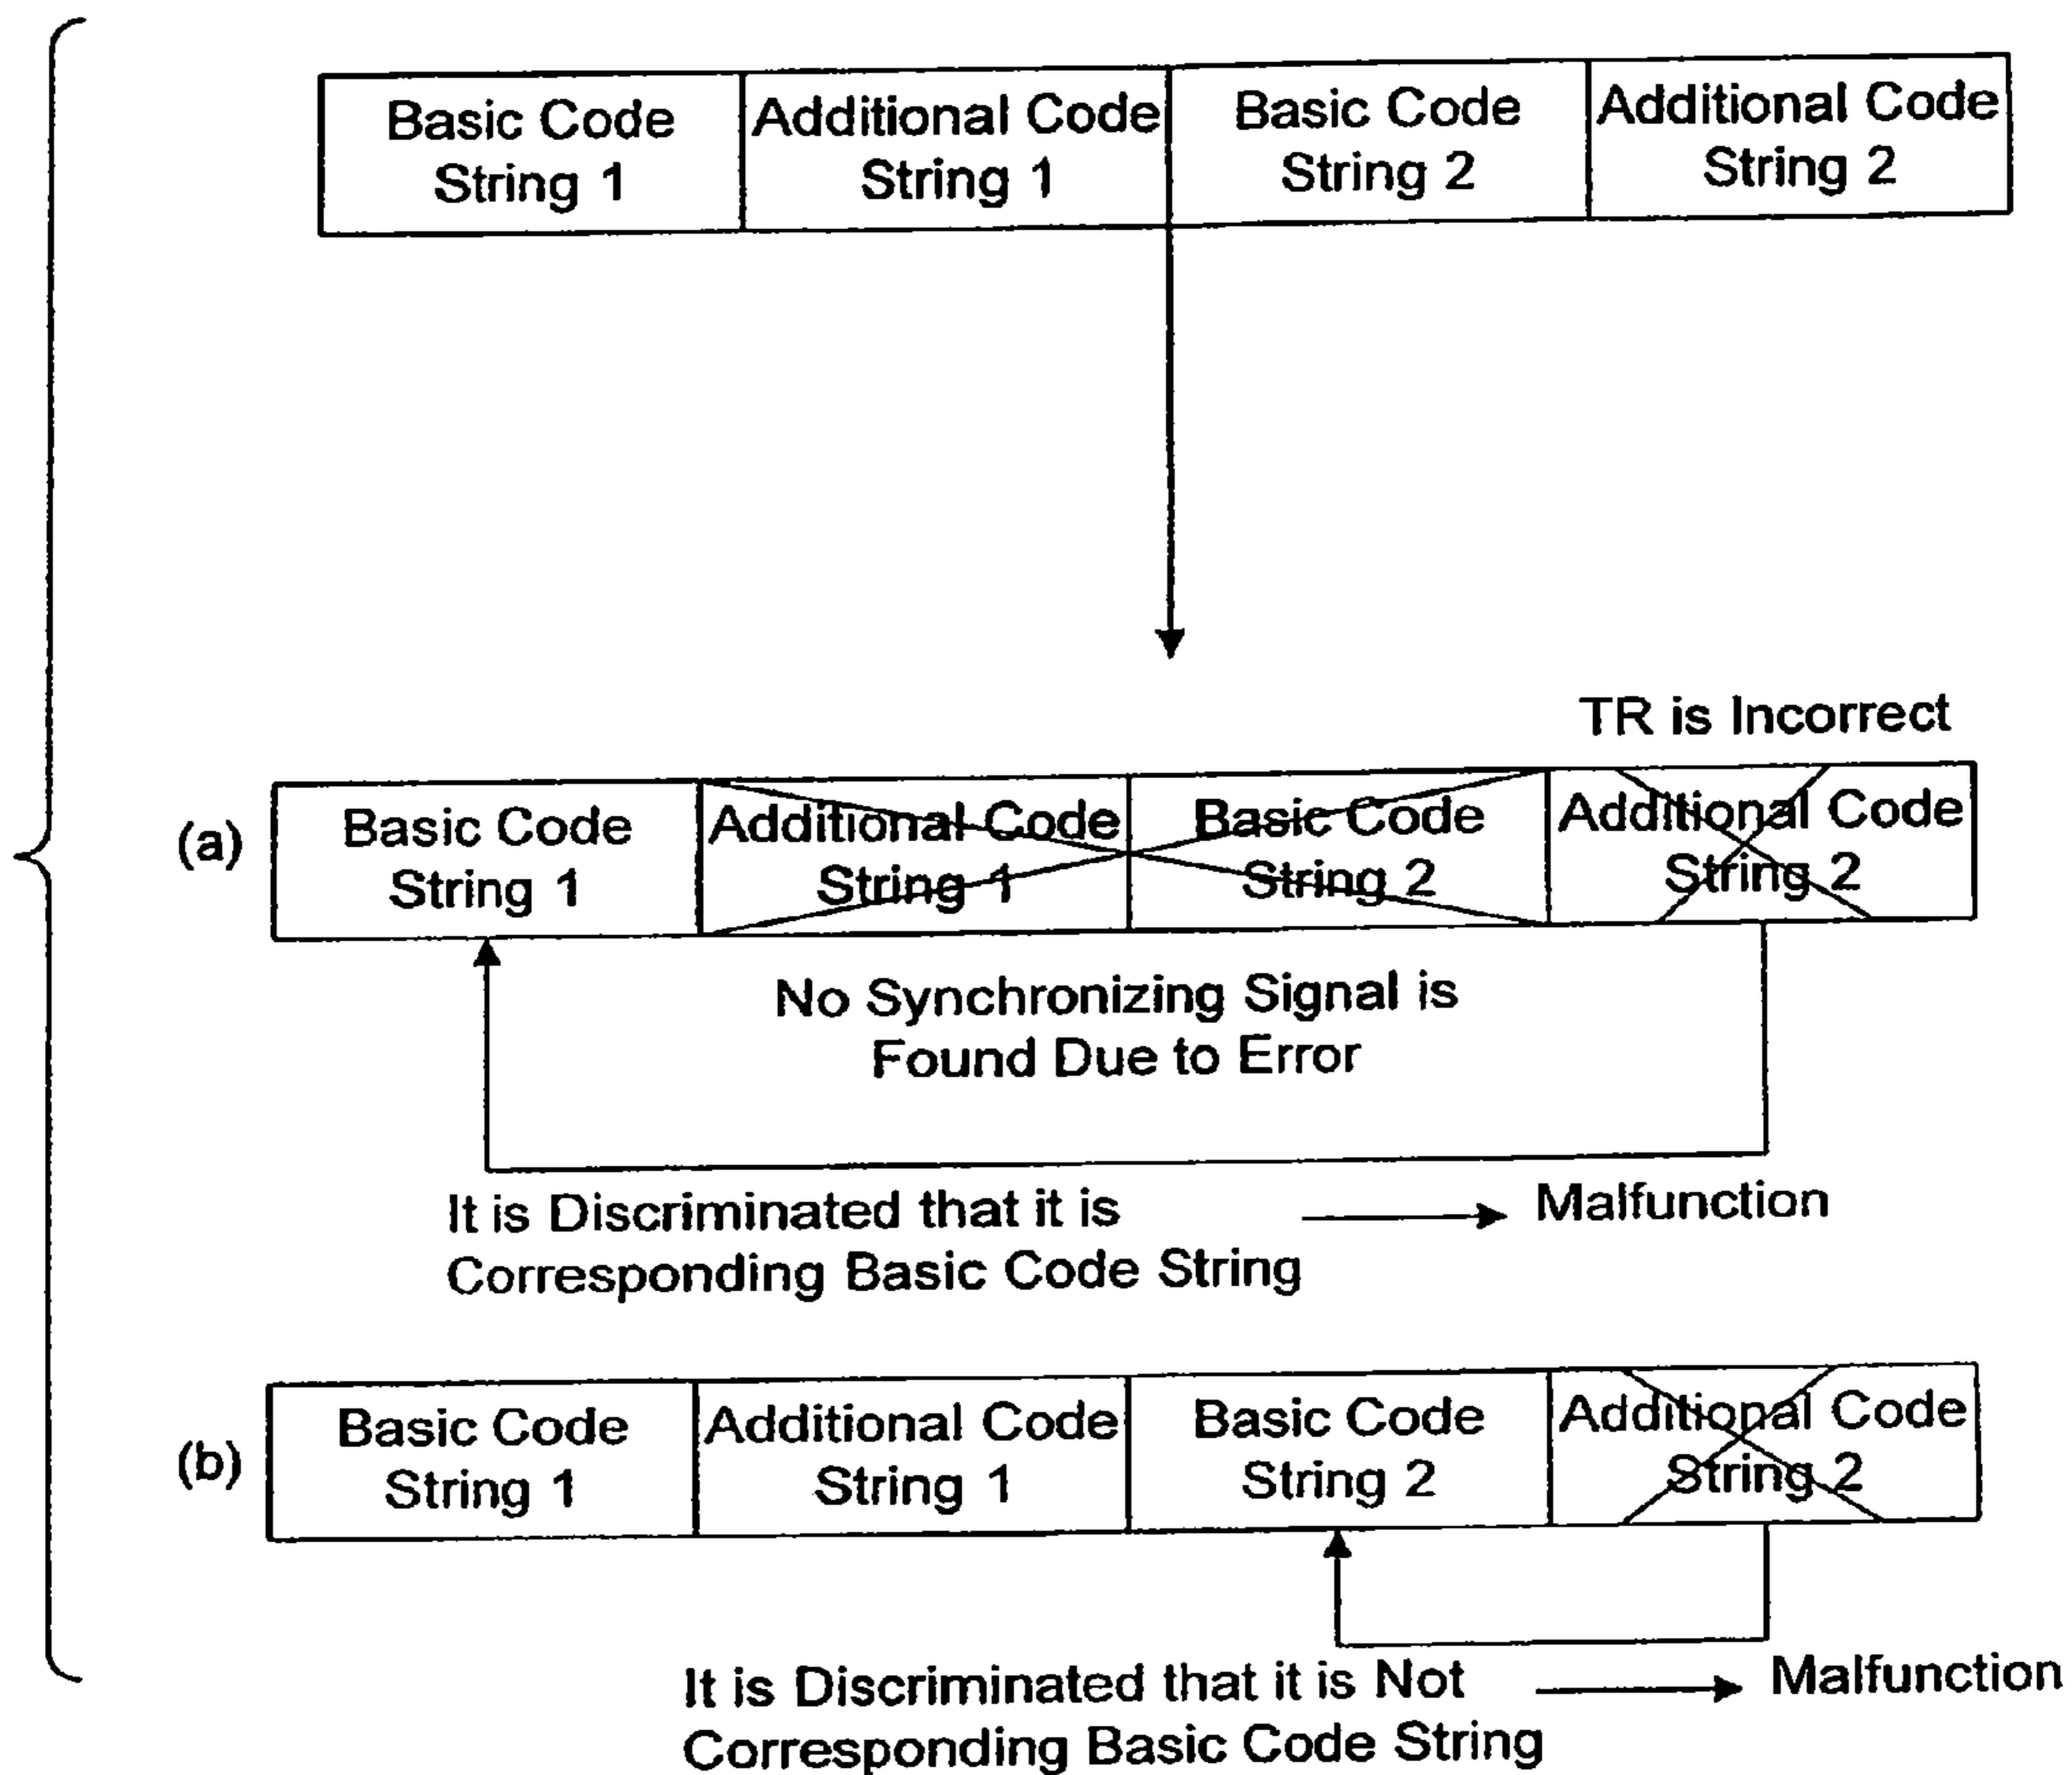 Basic Code
String 1
Additional Code
String 1
Basic Code
String 2
Additional Code
String 2
TR is Incorrect
(a)
Basic Code
String 1
Additional Code
String 1
Basic Code
String 2
Additional Code
String 2
No Synchronizing Signal is
Found Due to Error
It is Discriminated that it is
Corresponding Basic Code String
Malfunction
(b)
Basic Code
String 1
Additional Code
String 1
Basic Code
String 2
Additional Code
String 2
It is Discriminated that it is Not
Corresponding Basic Code String
Malfunction